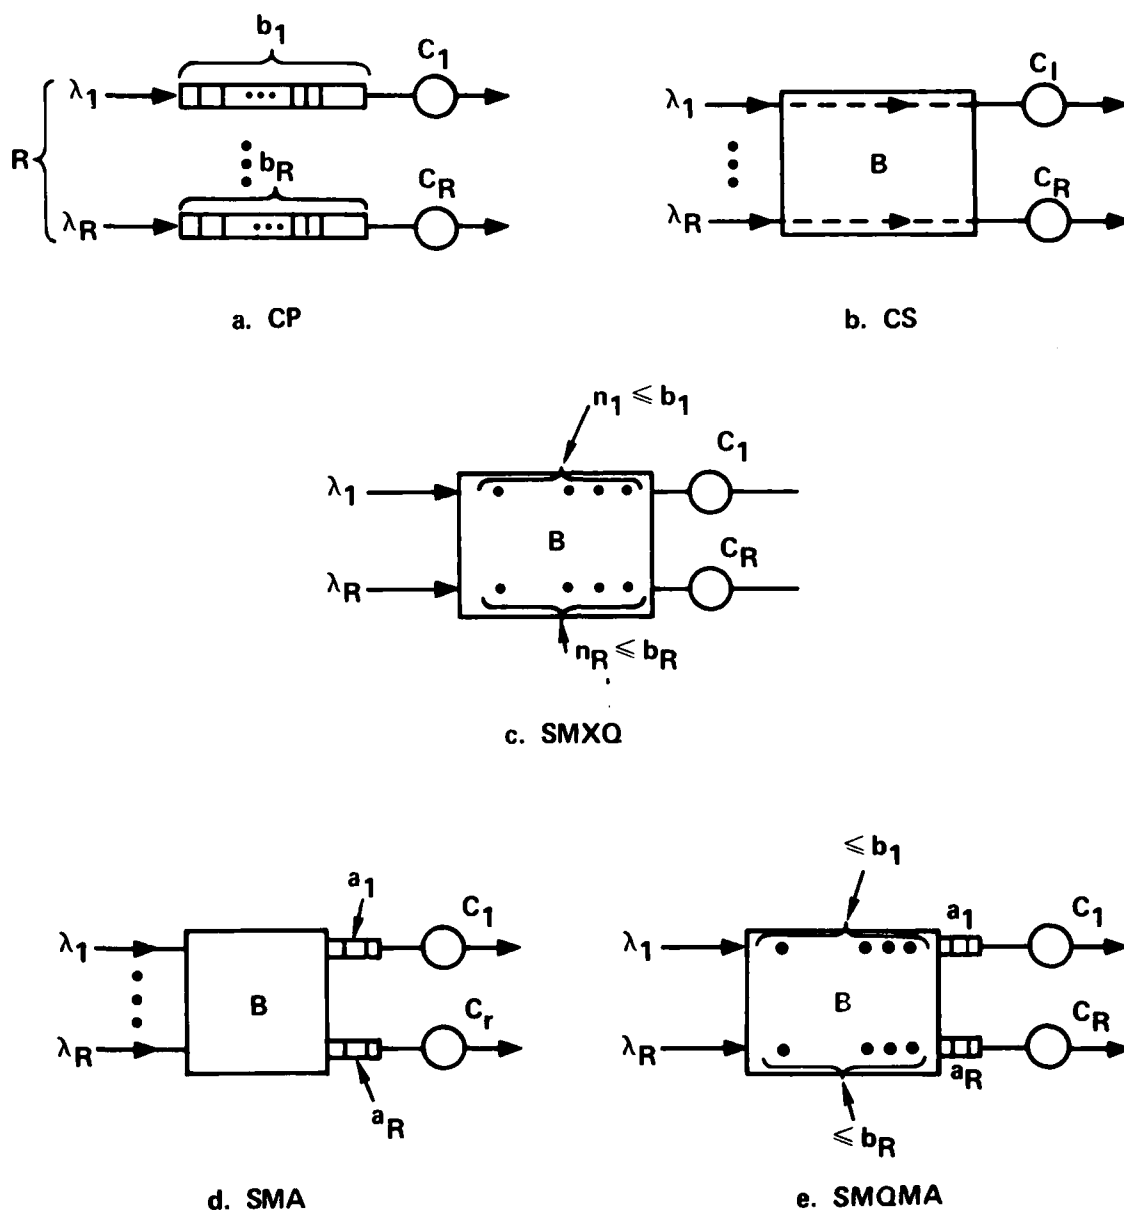 b1
C1
λ1
R
bR
CR
λR
a. CP
CI
λ1
B
CR
λR
b. CS
n1 ≤ b1
C1
λ1
B
CR
λR
nR ≤ bR
c. SMXQ
a1
C1
λ1
B
Cr
λR
aR
d. SMA
≤ b1
a1
C1
λ1
B
CR
λR
aR
≤ bR
e. SMQMA